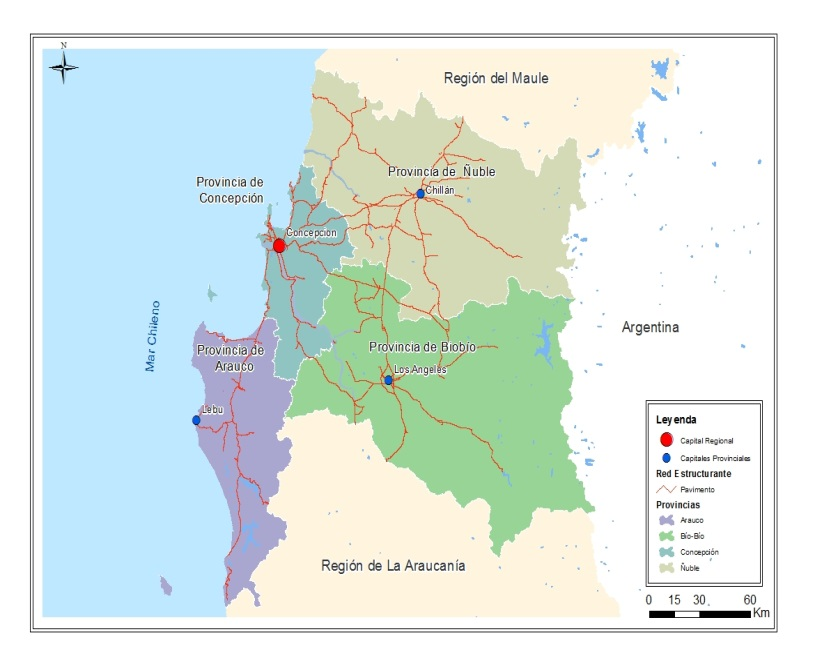 N
Región del Maule
Provincia de Ñuble
Chillán
Provincia de
Concepción
Concepcion
Mar Chileno
Argentina
Provincia de
Arauco
Provincia de Biobio
Los Angeles
Lebu
Región de La Araucanía
Leyenda
Capital Regional
Capitales Provinciales
Red Estructurante
Pavimento
Provincias
Arauco
Bío-Bío
Concepción
Ñuble
0 15 30 60
Km